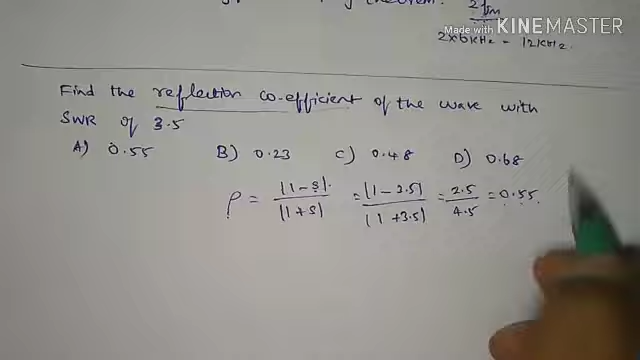 theorem.
2fm
Made with KINEMASTER
2×6KHz = 12KHz.
Find the reflection co-efficient of the wave with
SWR of 3.5
A) 0.55 B) 0.23 C) 0.48 D) 0.68
ρ = |1-s| / |1+s| = |1-3.5| / |1+3.5| = 2.5 / 4.5 = 0.55.